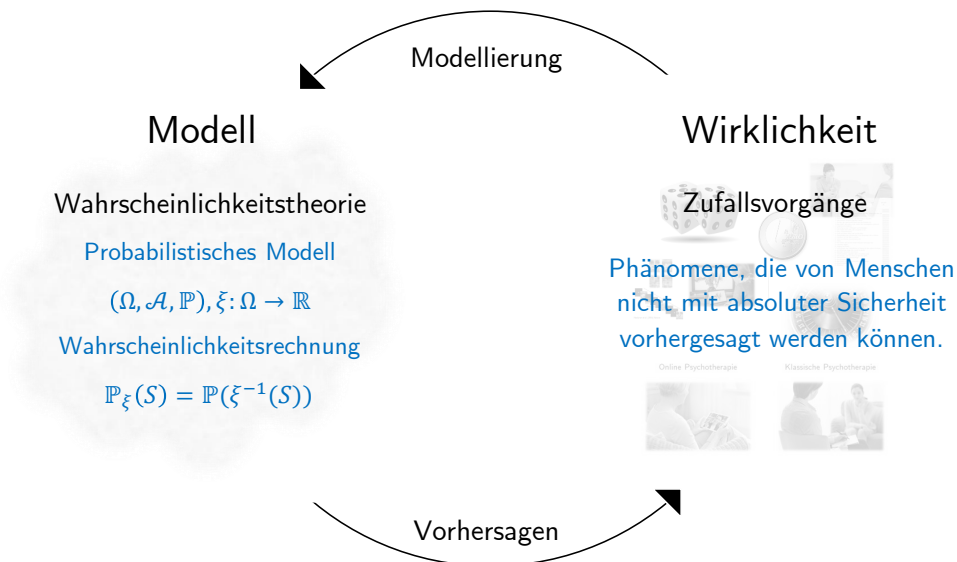 Modellierung
Modell
Wirklichkeit
Wahrscheinlichkeitstheorie
Probabilistisches Modell
(Ω, 𝒜, ℙ), ξ: Ω → ℝ
Wahrscheinlichkeitsrechnung
ℙ_ξ(S) = ℙ(ξ⁻¹(S))
Zufallsvorgänge
Phänomene, die von Menschen
nicht mit absoluter Sicherheit
vorhergesagt werden können.
Online Psychotherapie
Klassische Psychotherapie
Vorhersagen